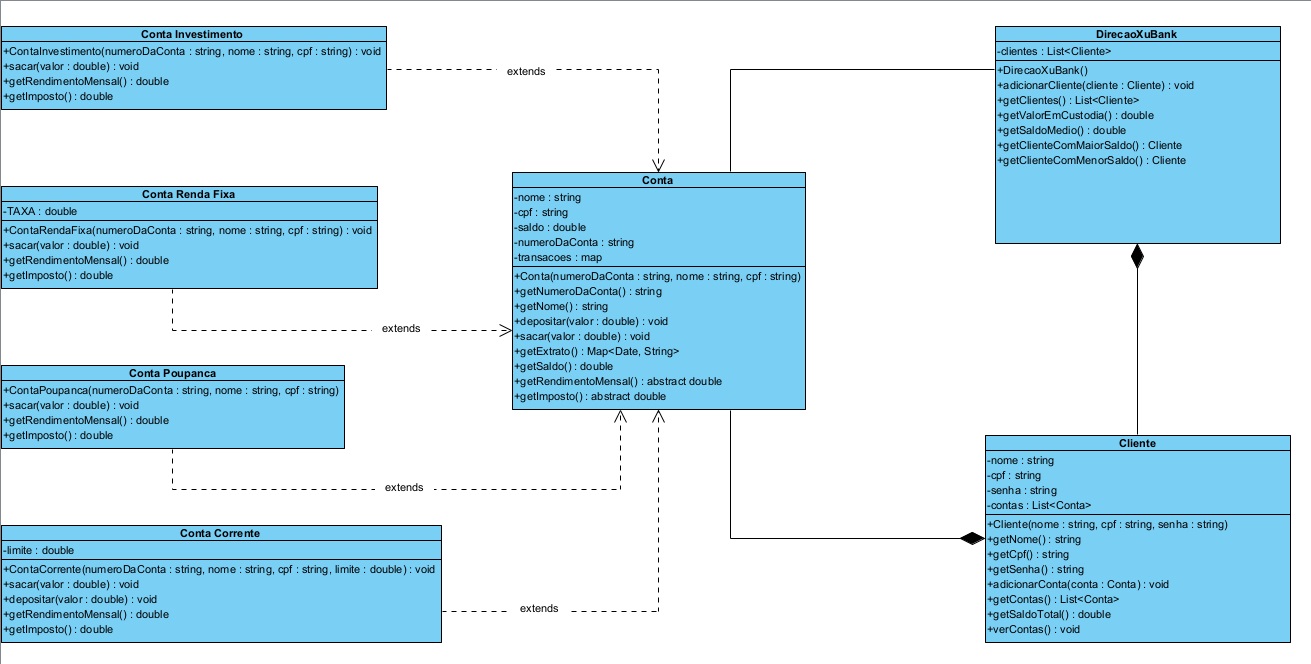 Conta Investimento
+ContaInvestimento(numeroDaConta : string, nome : string, cpf : string) : void
+sacar(valor : double) : void
+getRendimentoMensal() : double
+getImposto() : double
extends
Conta Renda Fixa
-TAXA : double
+ContaRendaFixa(numeroDaConta : string, nome : string, cpf : string) : void
+sacar(valor : double) : void
+getRendimentoMensal() : double
+getImposto() : double
extends
Conta Poupanca
+ContaPoupanca(numeroDaConta : string, nome : string, cpf : string)
+sacar(valor : double) : void
+getRendimentoMensal() : double
+getImposto() : double
extends
Conta Corrente
-limite : double
+ContaCorrente(numeroDaConta : string, nome : string, cpf : string, limite : double) : void
+sacar(valor : double) : void
+depositar(valor : double) : void
+getRendimentoMensal() : double
+getImposto() : double
extends
Conta
-nome : string
-cpf : string
-saldo : double
-numeroDaConta : string
-transacoes : map
+Conta(numeroDaConta : string, nome : string, cpf : string)
+getNumeroDaConta() : string
+getNome() : string
+depositar(valor : double) : void
+sacar(valor : double) : void
+getExtrato() : Map<Date, String>
+getSaldo() : double
+getRendimentoMensal() : abstract double
+getImposto() : abstract double
DirecaoXuBank
-clientes : List<Cliente>
+DirecaoXuBank()
+adicionarCliente(cliente : Cliente) : void
+getClientes() : List<Cliente>
+getValorEmCustodia() : double
+getSaldoMedio() : double
+getClienteComMaiorSaldo() : Cliente
+getClienteComMenorSaldo() : Cliente
Cliente
-nome : string
-cpf : string
-senha : string
-contas : List<Conta>
+Cliente(nome : string, cpf : string, senha : string)
+getNome() : string
+getCpf() : string
+getSenha() : string
+adicionarConta(conta : Conta) : void
+getContas() : List<Conta>
+getSaldoTotal() : double
+verContas() : void